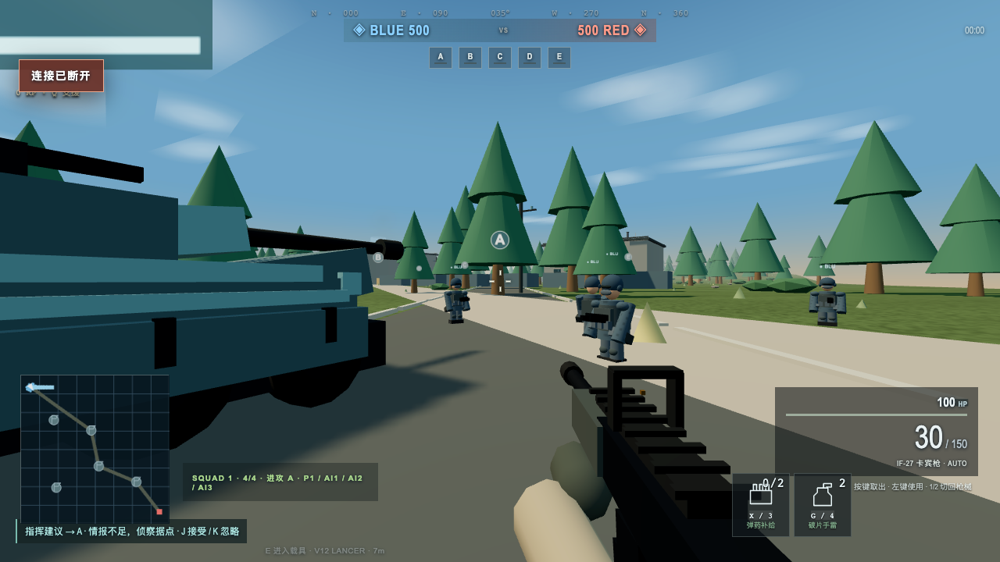 N · 000 E · 090 035° W · 270 N · 360
BLUE 500 VS 500 RED
00:00
A B C D E
连接已断开
0 RP · Q 支援
A
B
BLU
BLU
BLU
BLU
100 HP
30 / 150
IF-27 卡宾枪 · AUTO
SQUAD 1 · 4/4 · 进攻 A · P1 / AI1 / AI2
/ AI3
0/2
2
按键取出 · 左键使用 · 1/2 切回枪械
X / 3
G / 4
弹药补给
破片手雷
指挥建议 → A · 情报不足，侦察据点 · J 接受 / K 忽略
E 进入载具 · V12 LANCER · 7m